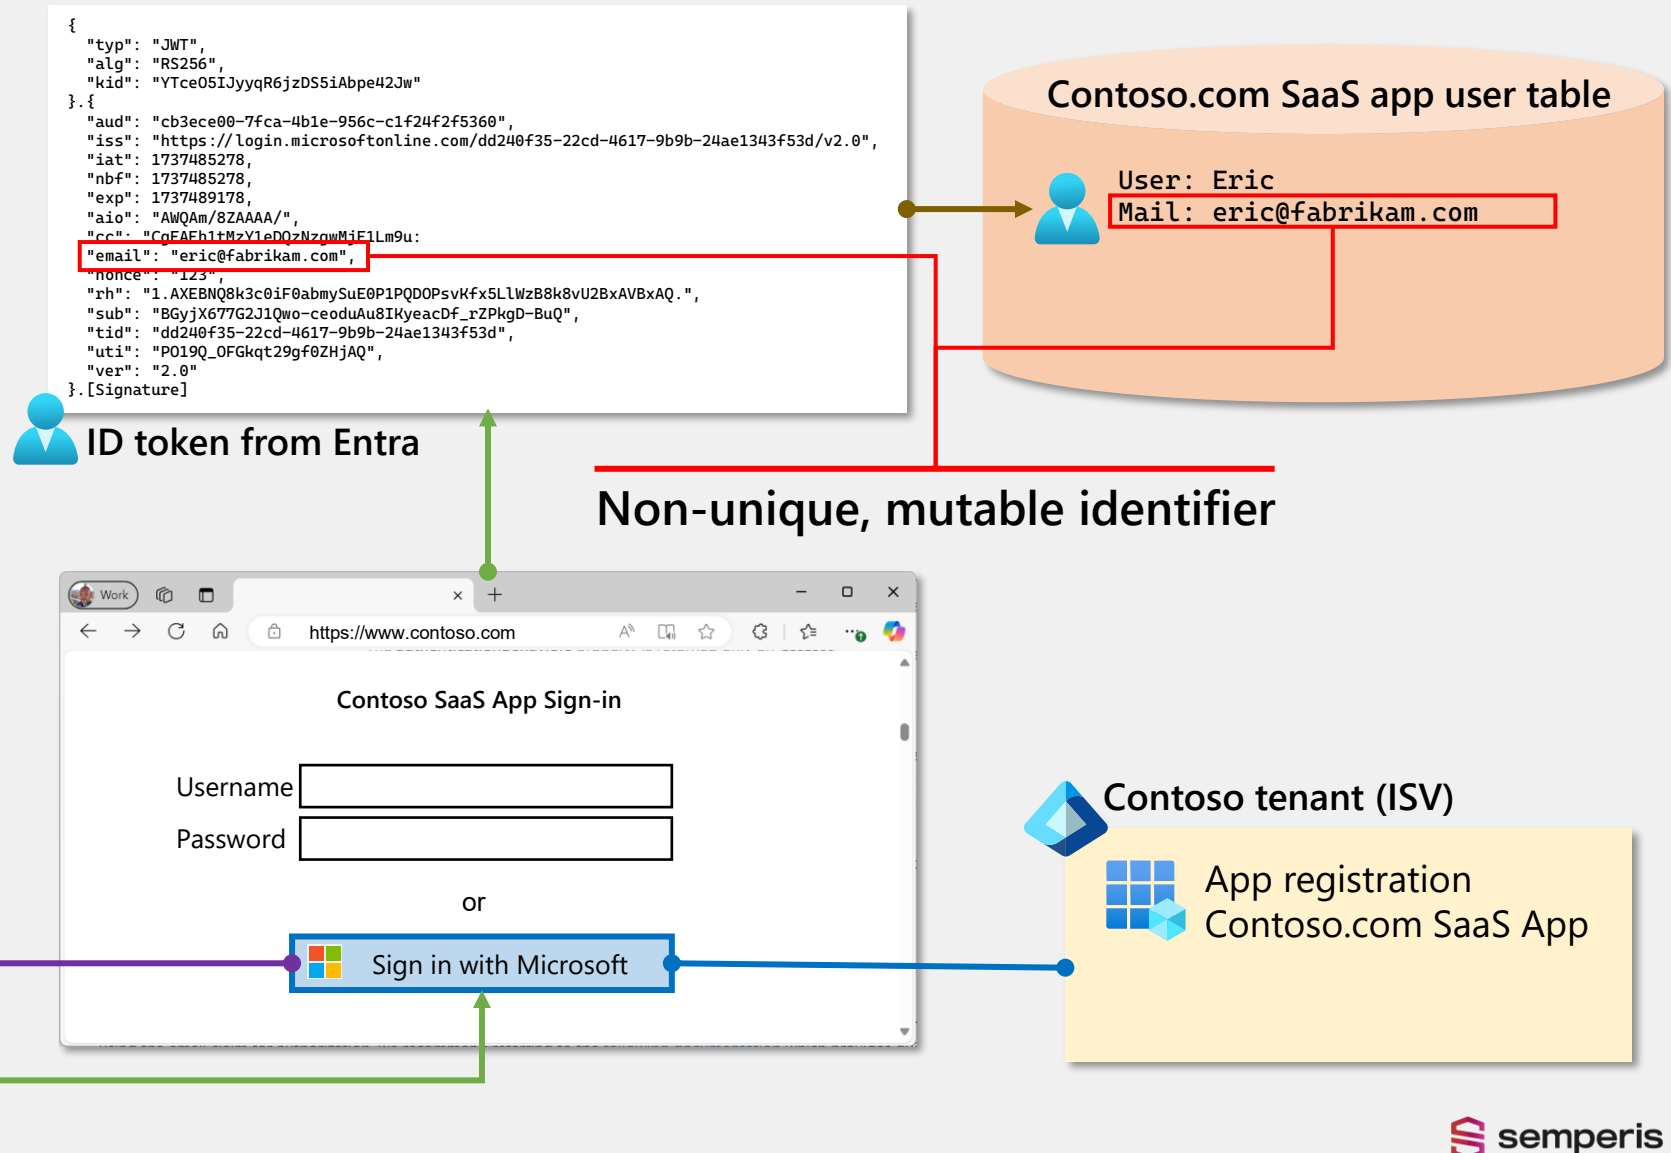 {
"typ": "JWT",
"alg": "RS256",
"kid": "YTceO5IJyyqR6jzDS5iAbpe42Jw"
}.{
"aud": "cb3ece00-7fca-4b1e-956c-c1f24f2f5360",
"iss": "https://login.microsoftonline.com/dd240f35-22cd-4617-9b9b-24ae1343f53d/v2.0",
"iat": 1737485278,
"nbf": 1737485278,
"exp": 1737489178,
"aio": "AWQAm/8ZAAAA/",
"cc": "CgEAEh1tMzY1eDQzNzgwMjE1Lm9u:
"email": "eric@fabrikam.com",
"nonce": "123",
"rh": "1.AXEBNQ8k3c0iF0abmySuE0P1PQDOPsvKfx5LlWzB8k8vU2BxAVBxAQ.",
"sub": "BGyjX677G2J1Qwo-ceoduAu8IKyeacDf_rZPkgD-BuQ",
"tid": "dd240f35-22cd-4617-9b9b-24ae1343f53d",
"uti": "PO19Q_OFGkqt29gf0ZHjAQ",
"ver": "2.0"
}.[Signature]
ID token from Entra
Contoso.com SaaS app user table
User: Eric
Mail: eric@fabrikam.com
Non-unique, mutable identifier
Work
https://www.contoso.com
Contoso SaaS App Sign-in
Username
Password
or
Sign in with Microsoft
Contoso tenant (ISV)
App registration
Contoso.com SaaS App
semperis